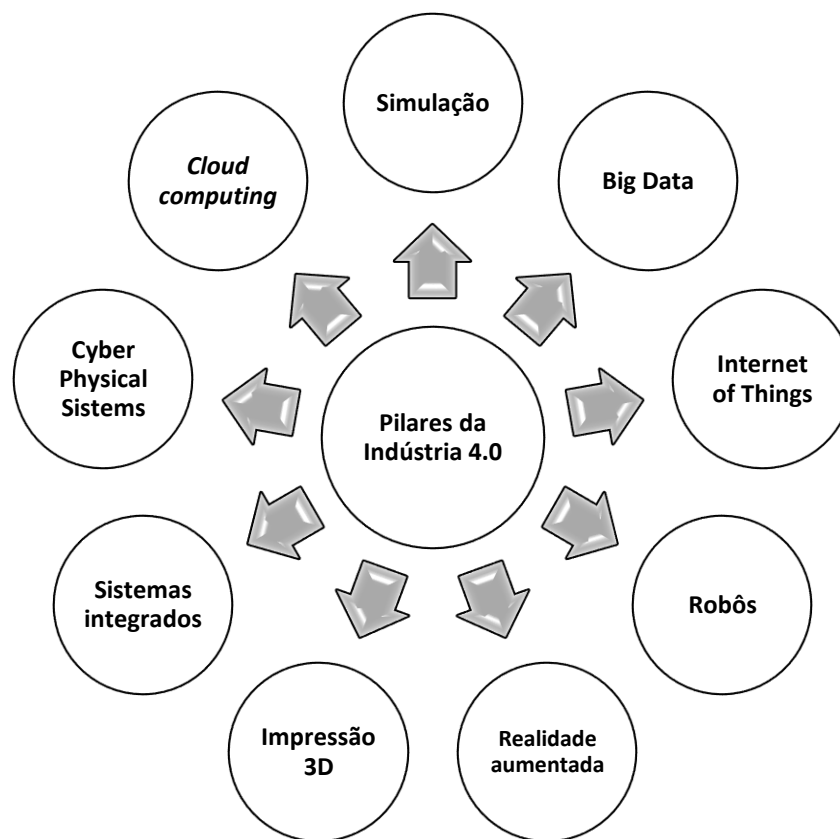 Simulação
Big Data
Internet
of Things
Robôs
Realidade
aumentada
Impressão
3D
Sistemas
integrados
Cyber
Physical
Sistems
Cloud
computing
Pilares da
Indústria 4.0